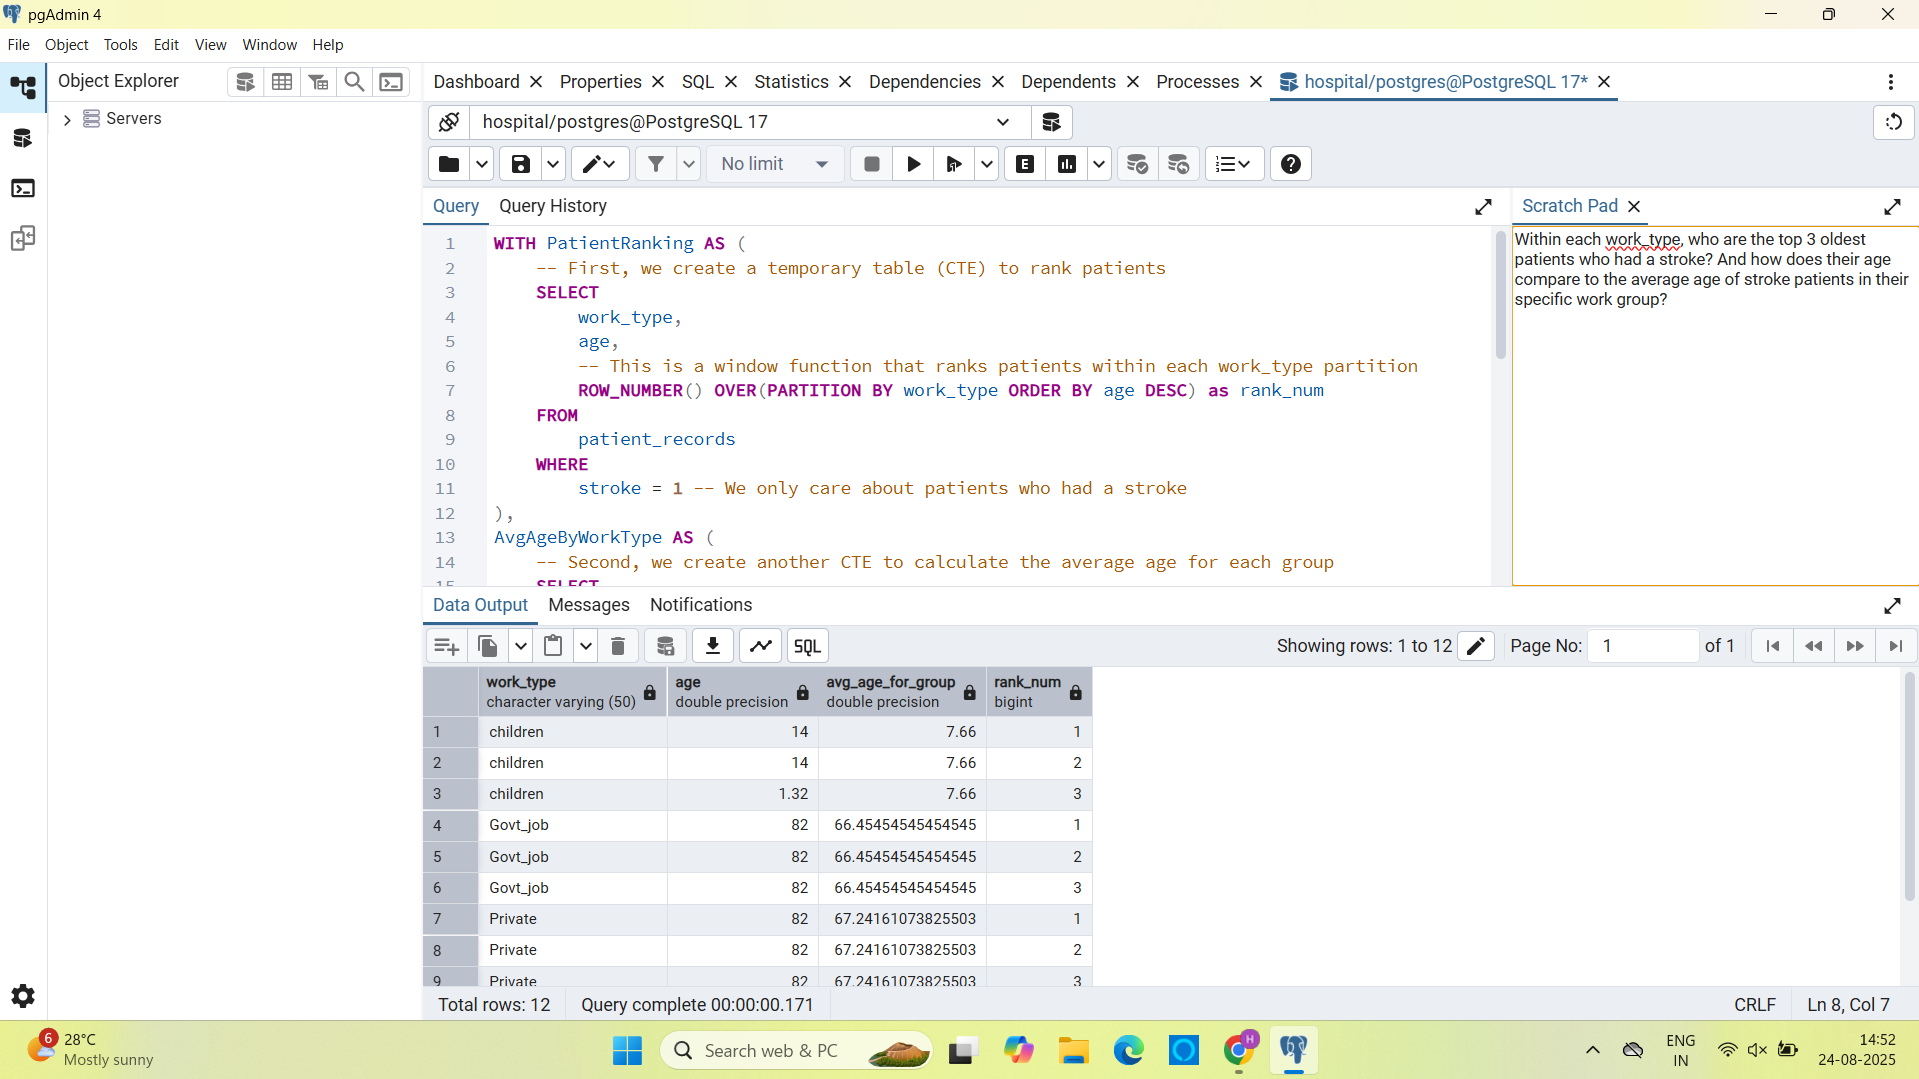 pgAdmin 4
File Object Tools Edit View Window Help
Object Explorer
Servers
Dashboard Properties SQL Statistics Dependencies Dependents Processes hospital/postgres@PostgreSQL 17*
hospital/postgres@PostgreSQL 17
No limit
E
Query Query History
1 WITH PatientRanking AS (
2 -- First, we create a temporary table (CTE) to rank patients
3 SELECT
4 work_type,
5 age,
6 -- This is a window function that ranks patients within each work_type partition
7 ROW_NUMBER() OVER(PARTITION BY work_type ORDER BY age DESC) as rank_num
8 FROM
9 patient_records
10 WHERE
11 stroke = 1 -- We only care about patients who had a stroke
12 ),
13 AvgAgeByWorkType AS (
14 -- Second, we create another CTE to calculate the average age for each group
15 SELECT
Scratch Pad
Within each work_type, who are the top 3 oldest
patients who had a stroke? And how does their age
compare to the average age of stroke patients in their
specific work group?
Data Output Messages Notifications
SQL
Showing rows: 1 to 12 Page No: 1 of 1
work_type age avg_age_for_group rank_num
character varying (50) double precision double precision bigint
1 children 14 7.66 1
2 children 14 7.66 2
3 children 1.32 7.66 3
4 Govt_job 82 66.45454545454545 1
5 Govt_job 82 66.45454545454545 2
6 Govt_job 82 66.45454545454545 3
7 Private 82 67.24161073825503 1
8 Private 82 67.24161073825503 2
9 Private 82 67.24161073825503 3
Total rows: 12 Query complete 00:00:00.171 CRLF Ln 8, Col 7
6 28°C
Mostly sunny
Search web & PC
H
ENG
IN
14:52
24-08-2025